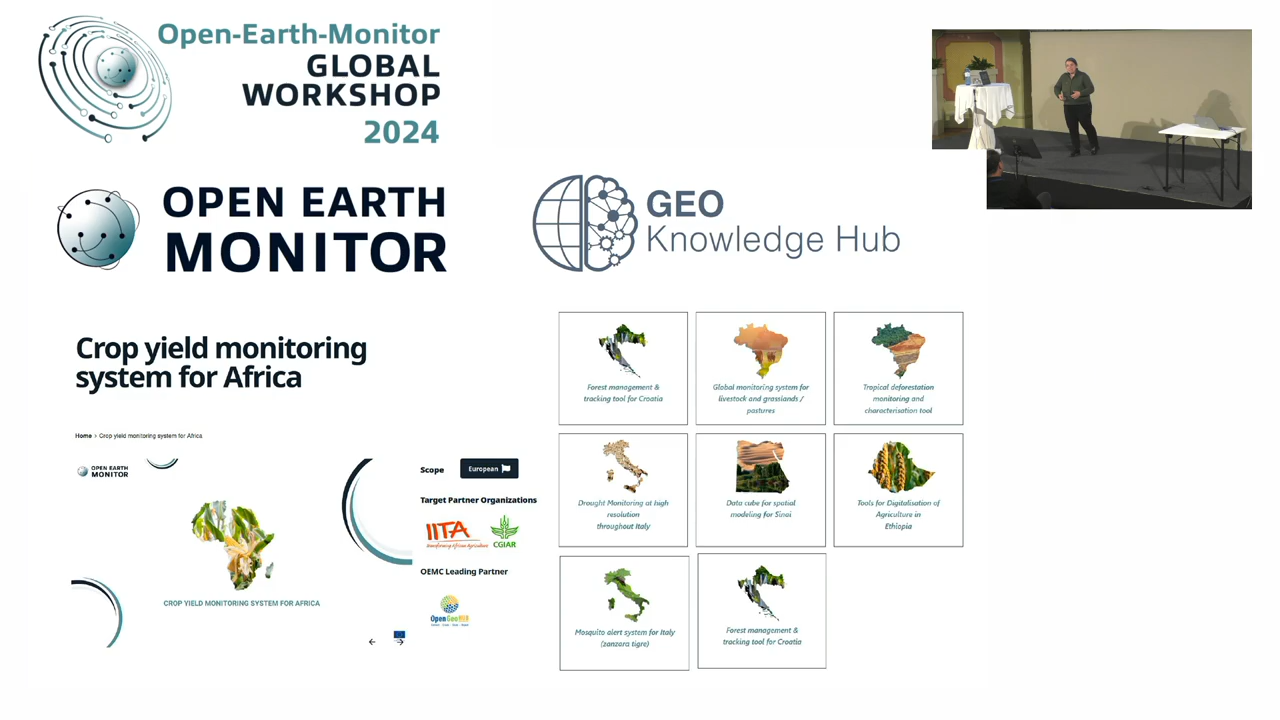 Open-Earth-Monitor
GLOBAL
WORKSHOP
2024
OPEN EARTH
MONITOR
GEO
Knowledge Hub
Crop yield monitoring
system for Africa
Home > Crop yield monitoring system for Africa
OPEN EARTH
MONITOR
CROP YIELD MONITORING SYSTEM FOR AFRICA
Scope
European
Target Partner Organizations
IITA
Transforming African Agriculture
CGIAR
OEMC Leading Partner
OpenGeoHUB
Forest management &
tracking tool for Croatia
Global monitoring system for
livestock and grasslands /
pastures
Tropical deforestation
monitoring and
characterisation tool
Drought Monitoring at high
resolution
throughout Italy
Data cube for spatial
modeling for Sinai
Tools for Digitalisation of
Agriculture in
Ethiopia
Mosquito alert system for Italy
(zanzara tigre)
Forest management &
tracking tool for Croatia